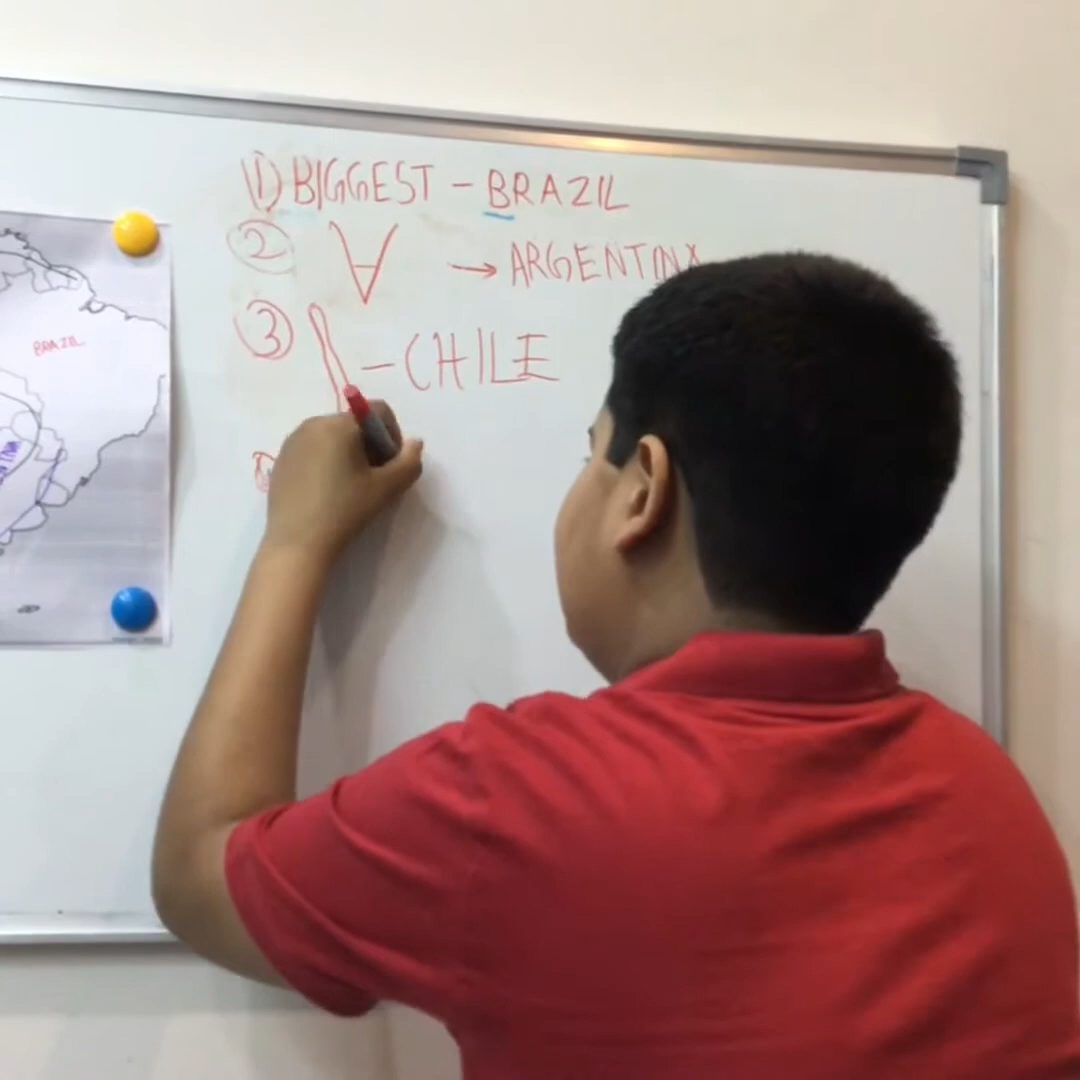 BRAZIL
1) BIGGEST - BRAZIL
2 ∀ → ARGENTINA
3 - CHILE